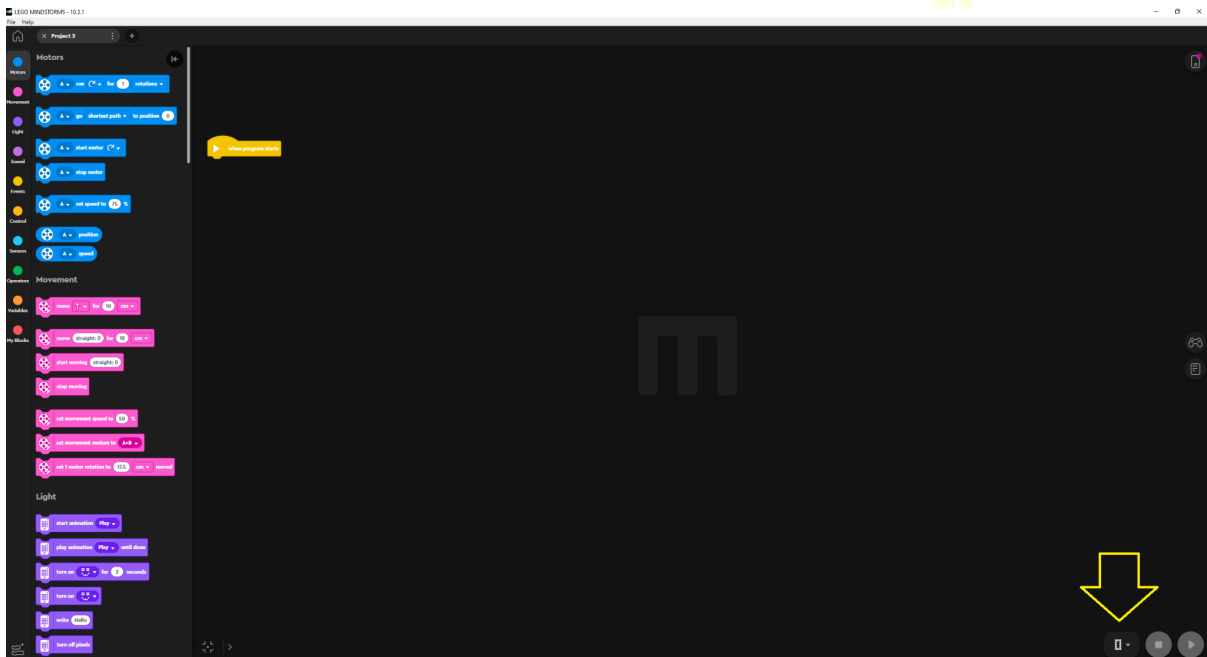 LEGO MINDSTORMS - 10.3.1
File Help
Project 3
Motors
Movement
Light
Sound
Events
Control
Sensors
Operators
Variables
My Blocks
Motors
A run for 1 rotations
A go shortest path to position 0
A start motor
A stop motor
A set speed to 75 %
A position
A speed
Movement
move for 10 cm
move straight: 0 for 10 cm
start moving straight: 0
stop moving
set movement speed to 50 %
set movement motors to A+B
set 1 motor rotation to 17.5 cm moved
Light
start animation Play
play animation Play until done
turn on for 2 seconds
turn on
write Hello
turn off pixels
when program starts